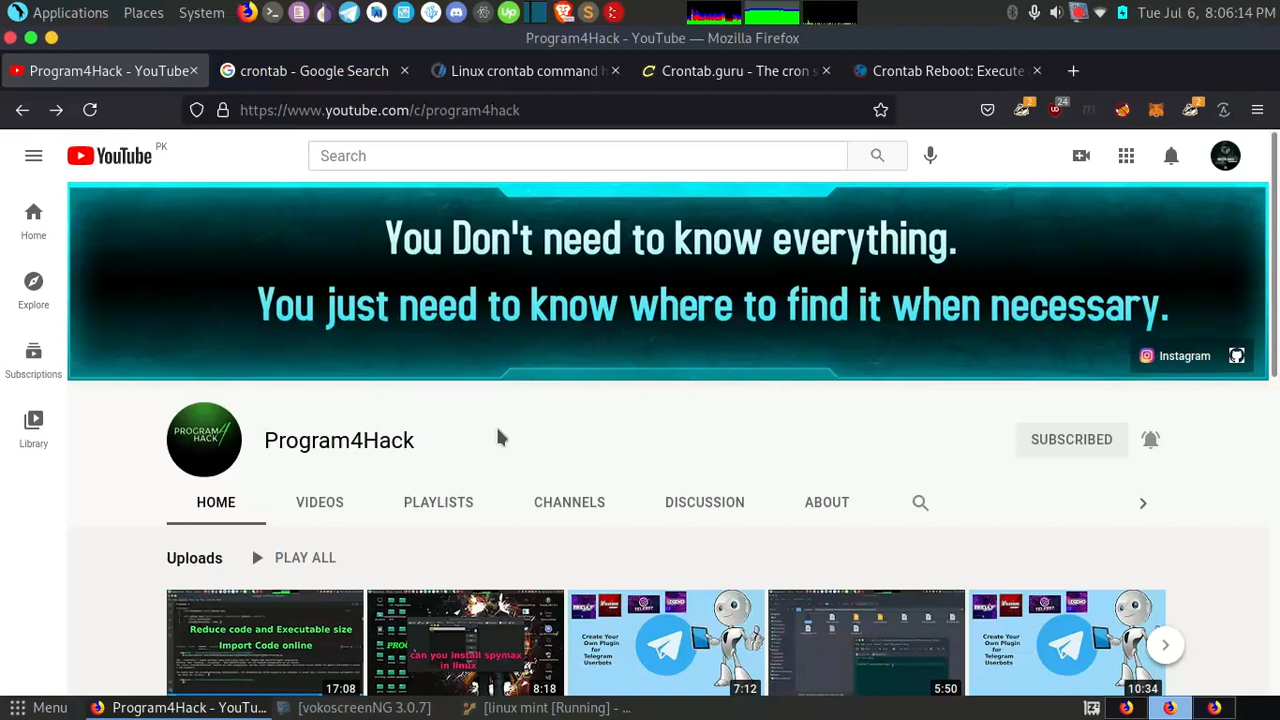 Applications Places System
Tue Jul 6, 8:06:14 PM
Program4Hack - YouTube — Mozilla Firefox
Program4Hack - YouTube
crontab - Google Search
Linux crontab command h
Crontab.guru - The cron s
Crontab Reboot: Execute
2
24
2
https://www.youtube.com/c/program4hack
YouTube PK
Search
Home
Explore
Subscriptions
Library
You Don't need to know everything.
You just need to know where to find it when necessary.
Instagram
PROGRAM4
HACK
Program4Hack
SUBSCRIBED
HOME VIDEOS PLAYLISTS CHANNELS DISCUSSION ABOUT
Uploads PLAY ALL
Reduce code and Executable size
Import Code online
17:08
can you install spymax
in linux
8:18
Create Your
Own Plugin for
Telegram
Userbots
7:12
5:50
Create Your
Own Plugin for
Telegram
Userbots
10:34
Menu
Program4Hack - YouTu...
[vokoscreenNG 3.0.7]
[linux mint [Running] - ...